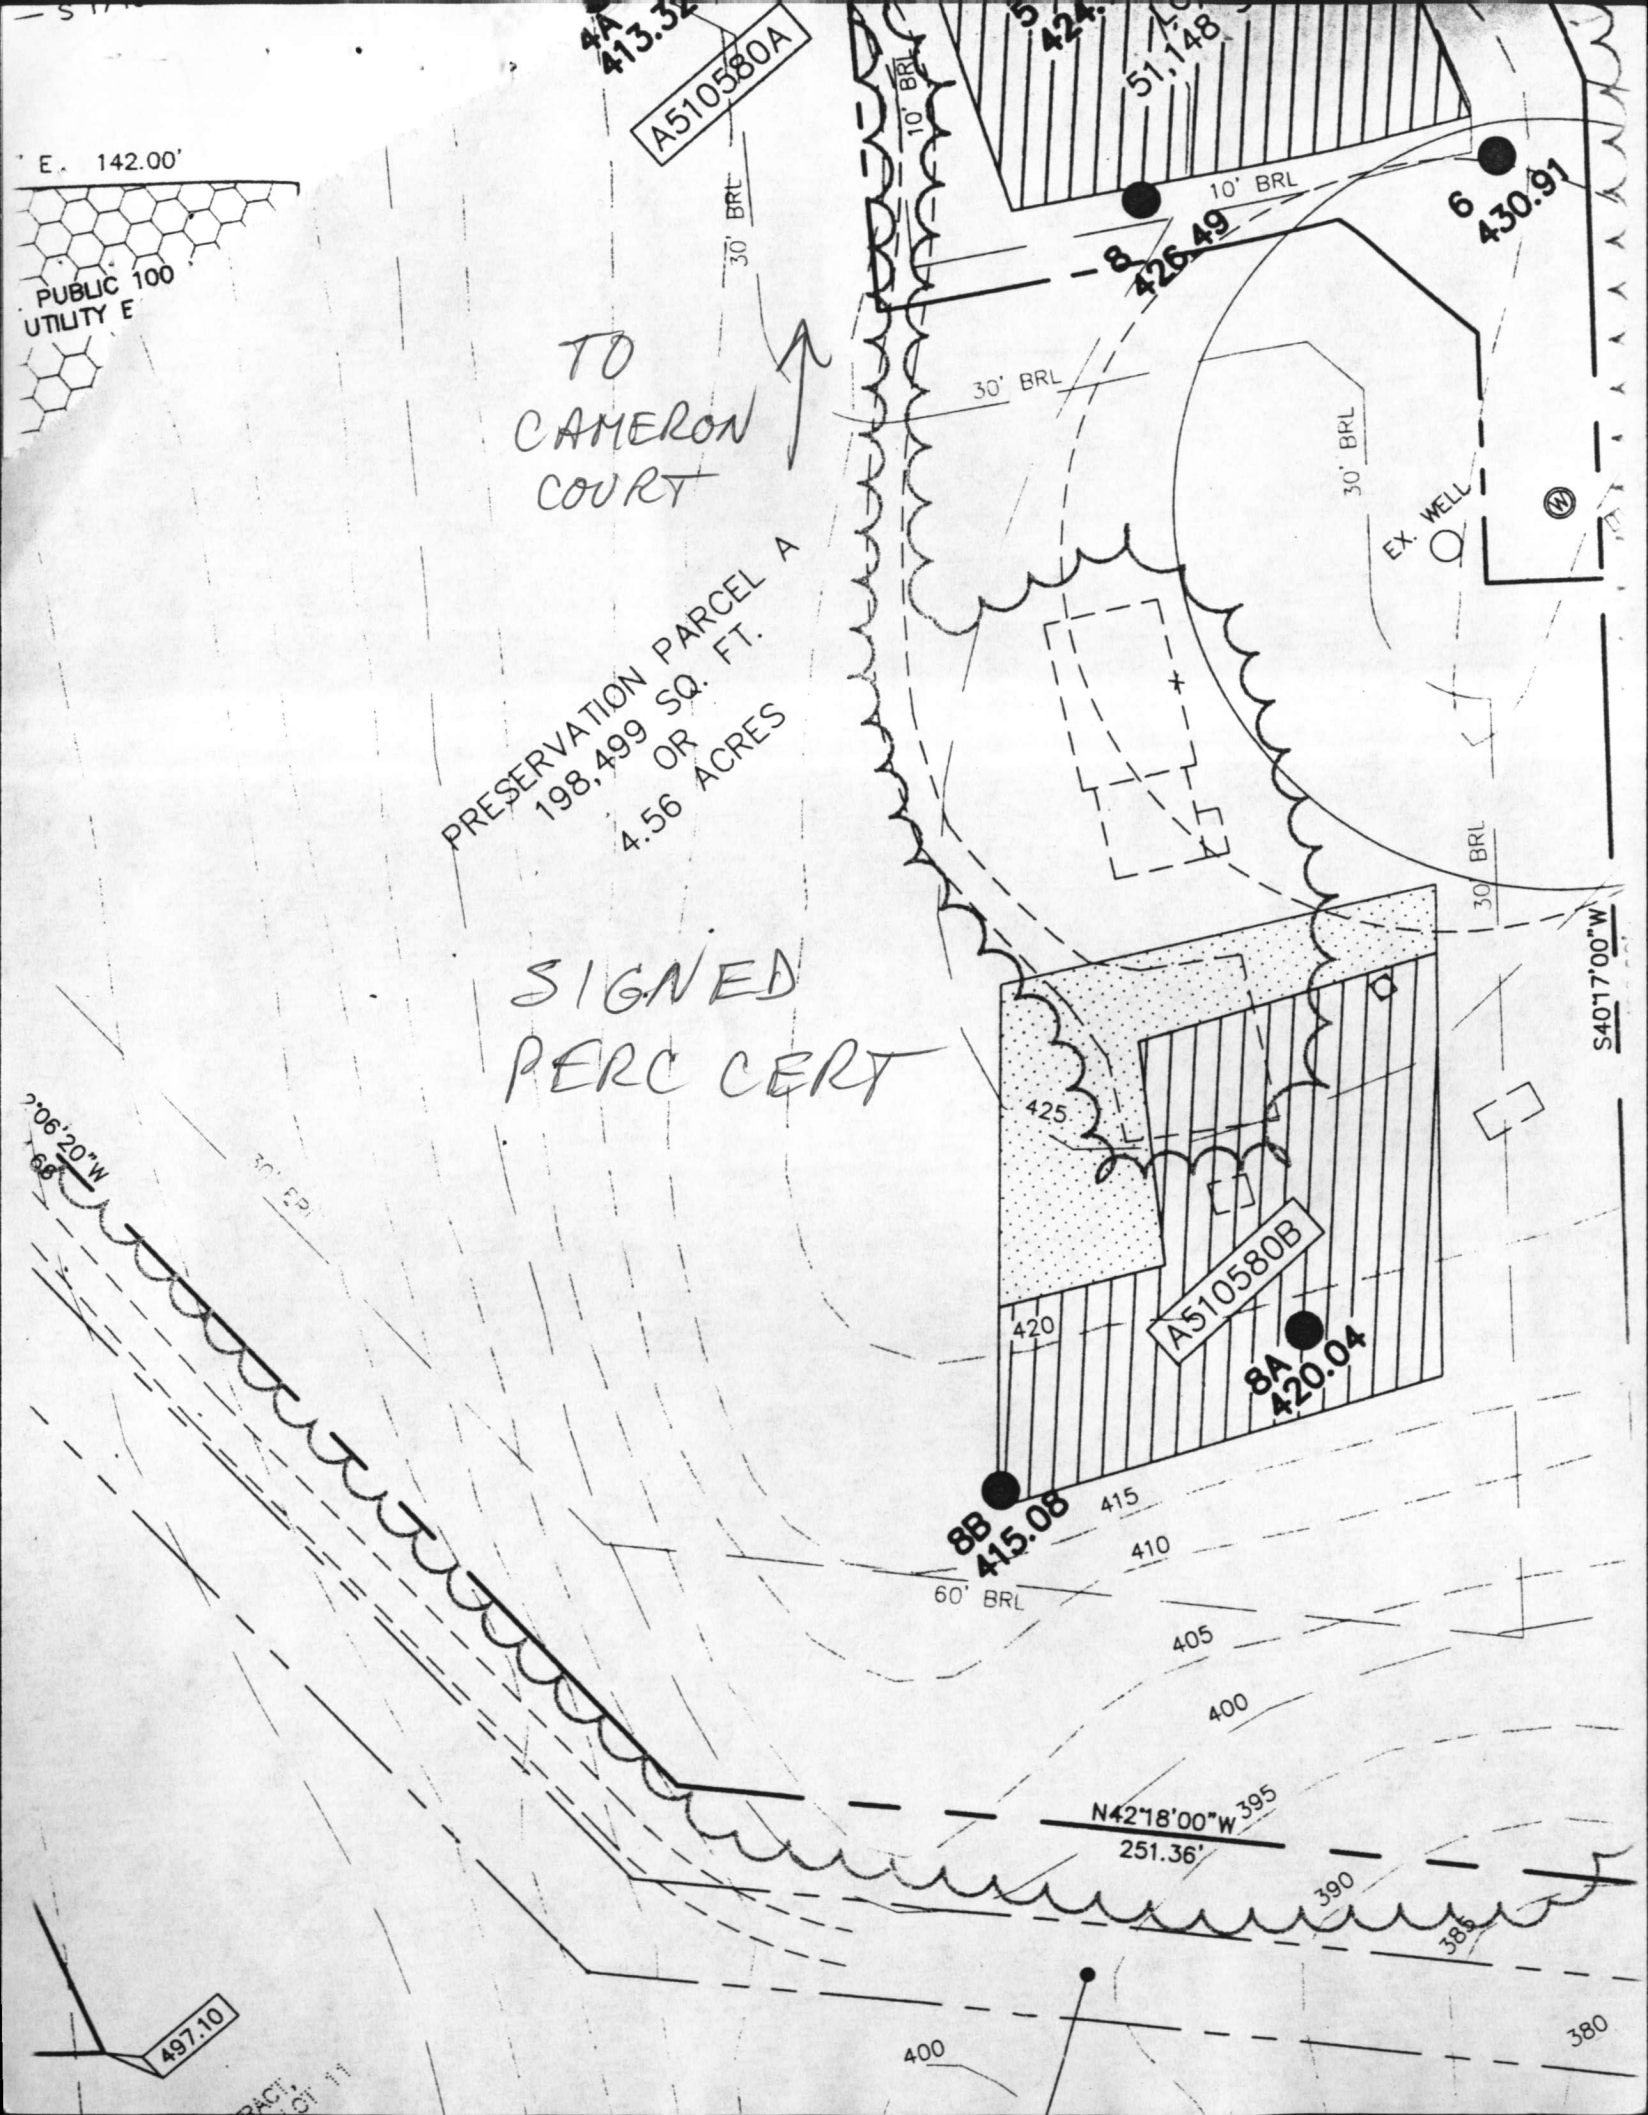 4A
413.32
A510580A
30' BRL
10' BRL
51,148
10' BRL
8
426.49
6
430.91
E. 142.00'
PUBLIC 100
UTILITY E
TO
CAMERON
COURT
30' BRL
30' BRL
EX. WELL
W
PRESERVATION PARCEL A
198,499 SQ. FT.
OR
4.56 ACRES
30' BRL
S40°17'00"W
SIGNED
PERC CERT
425
06'20"W
A510580B
420
8A
420.04
8B
415.08
415
410
60' BRL
405
400
395
N42°18'00"W
251.36'
390
385
380
400
497.10